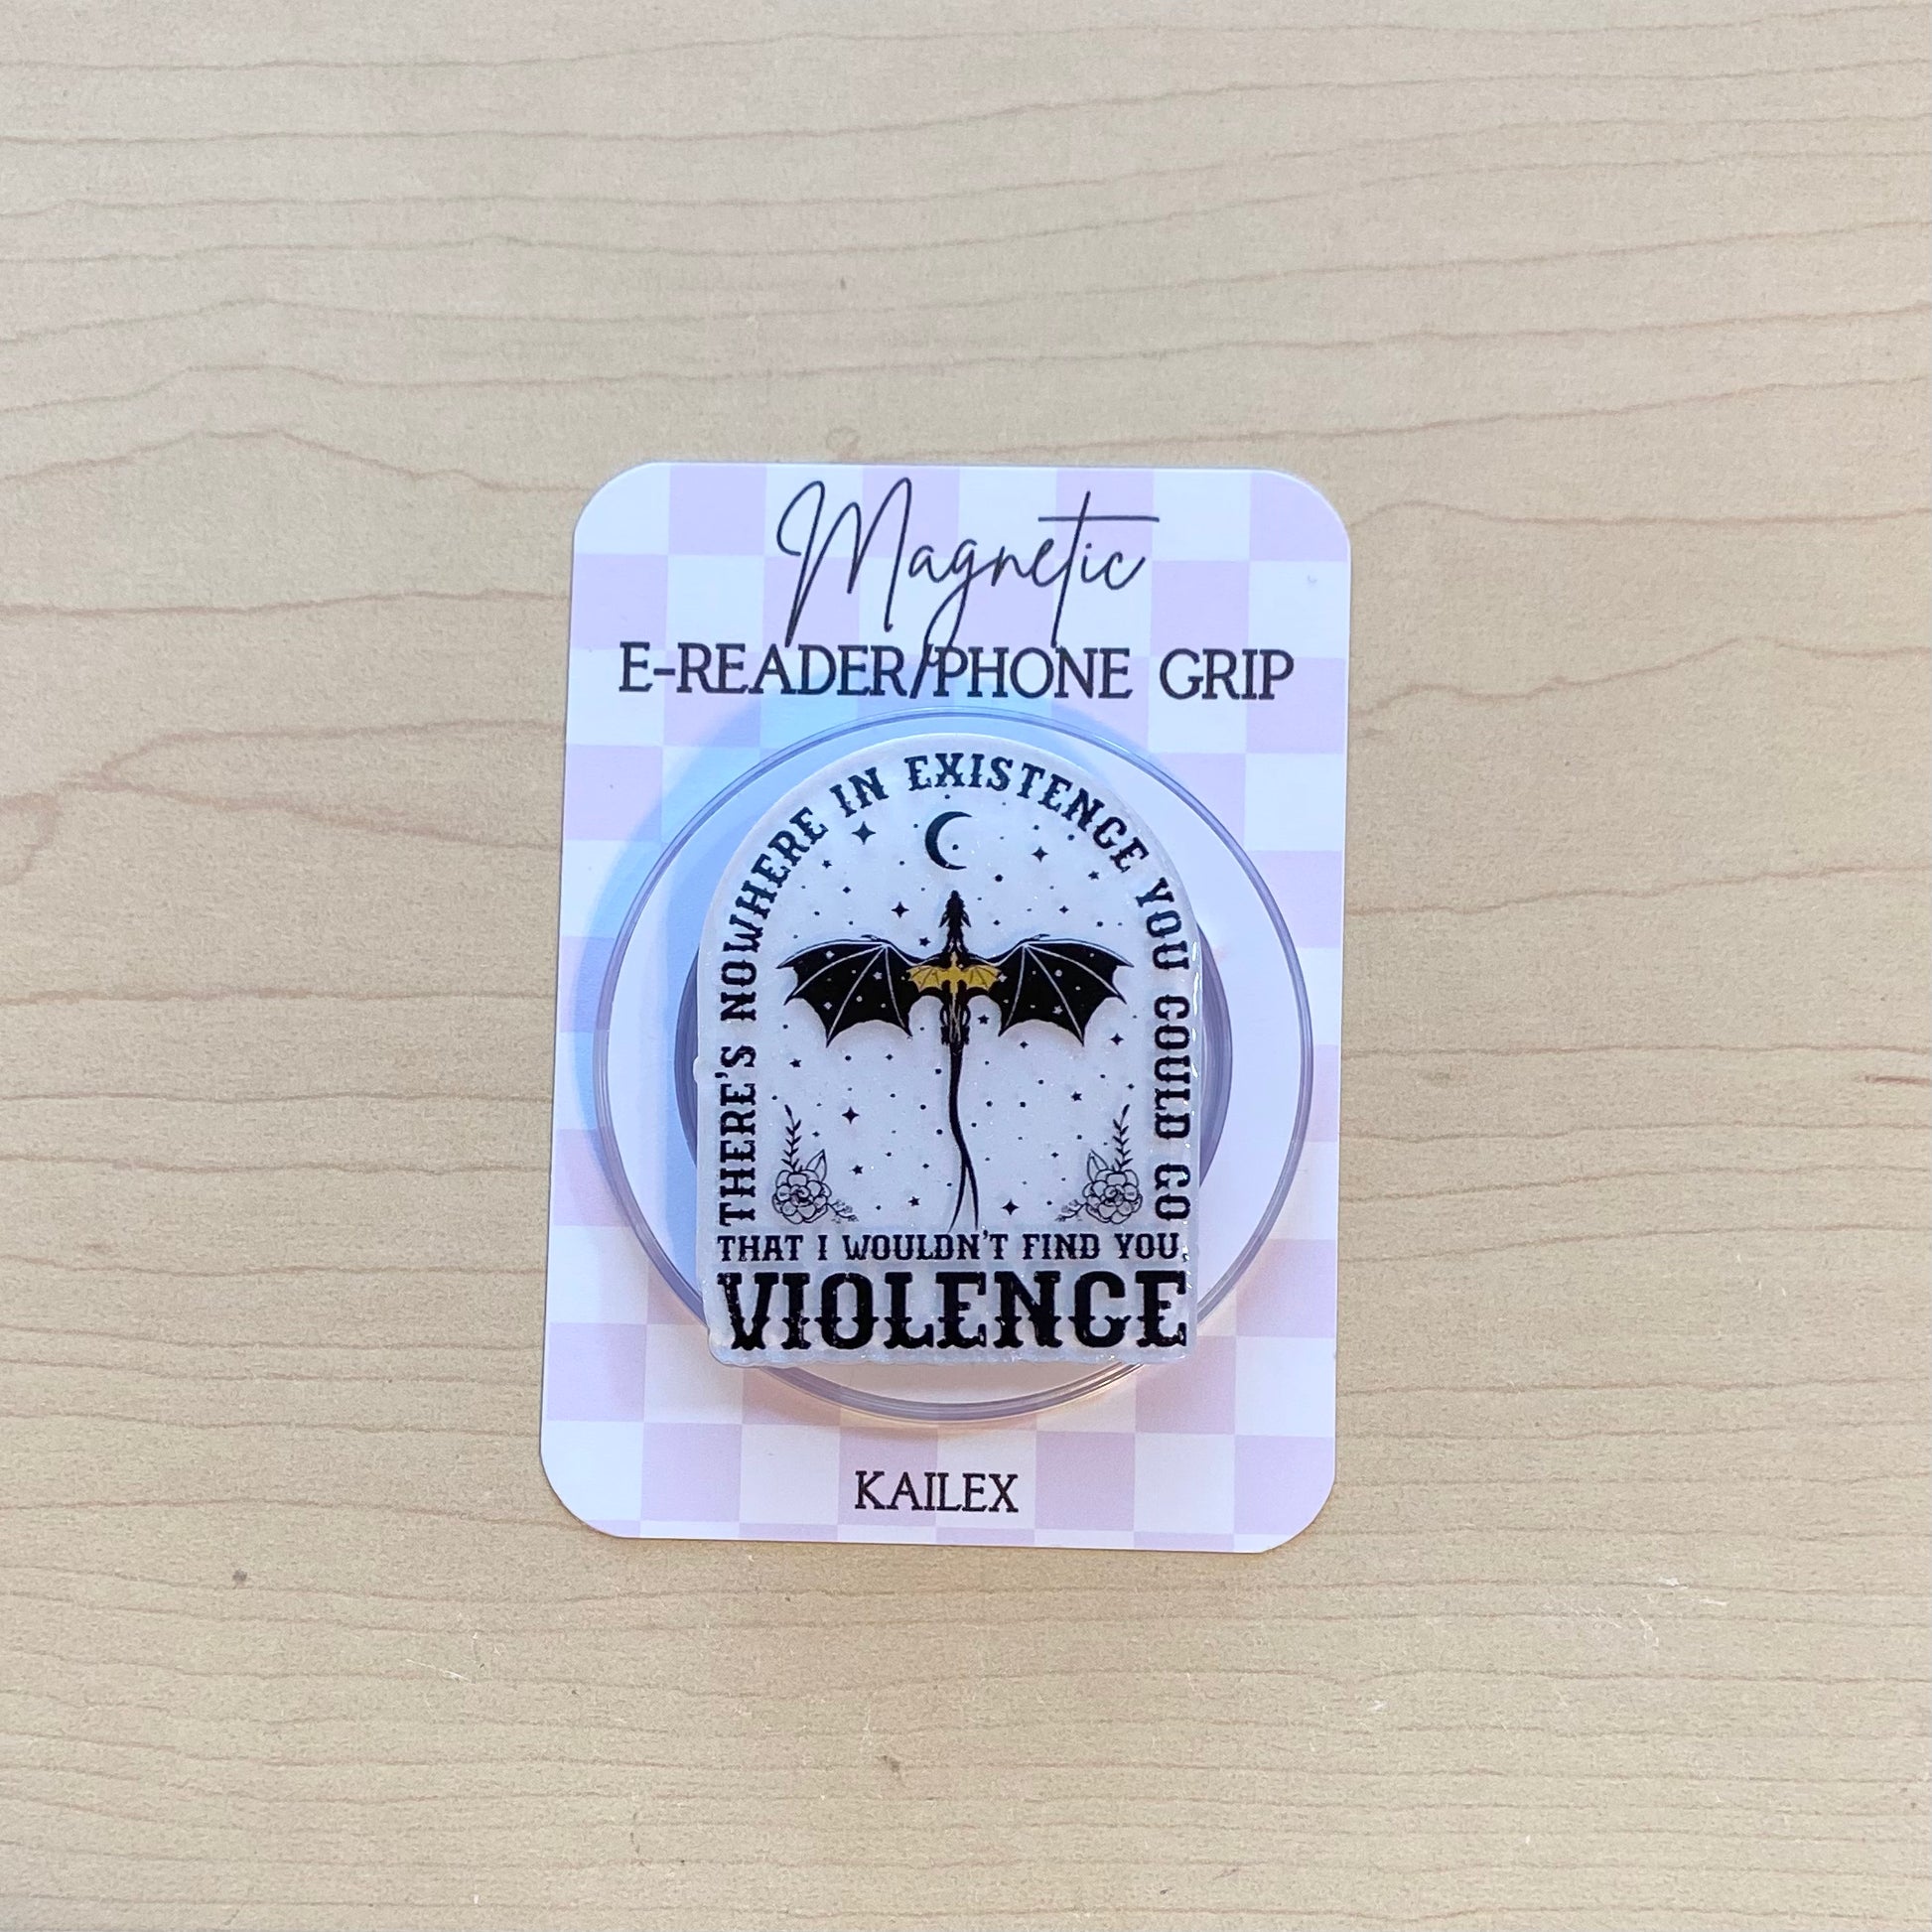 Magnetic
E-READER/PHONE GRIP
THERE'S NOWHERE IN EXISTENCE YOU COULD GO
THAT I WOULDN'T FIND YOU,
VIOLENCE
KAILEX